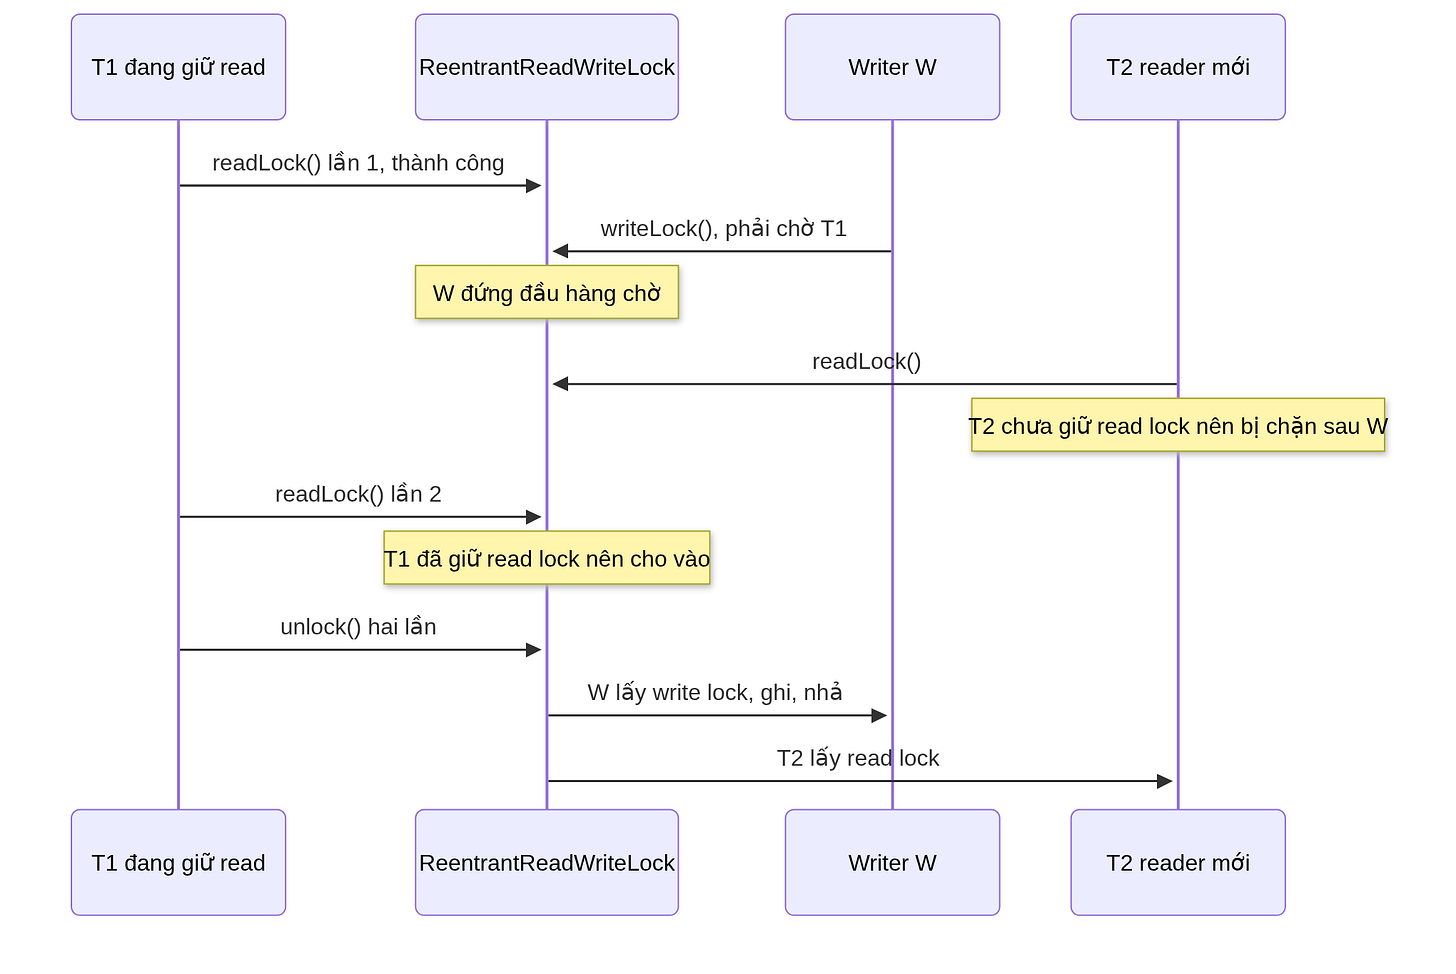 T1 đang giữ read
ReentrantReadWriteLock
Writer W
T2 reader mới
readLock() lần 1, thành công
writeLock(), phải chờ T1
W đứng đầu hàng chờ
readLock()
T2 chưa giữ read lock nên bị chặn sau W
readLock() lần 2
T1 đã giữ read lock nên cho vào
unlock() hai lần
W lấy write lock, ghi, nhả
T2 lấy read lock
T1 đang giữ read
ReentrantReadWriteLock
Writer W
T2 reader mới